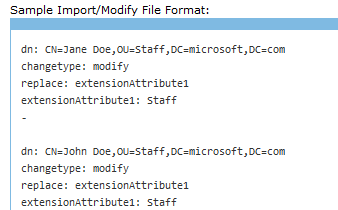 Sample Import/Modify File Format:
dn: CN=Jane Doe,OU=Staff,DC=microsoft,DC=com
changetype: modify
replace: extensionAttribute1
extensionAttribute1: Staff
-
dn: CN=John Doe,OU=Staff,DC=microsoft,DC=com
changetype: modify
replace: extensionAttribute1
extensionAttribute1: Staff